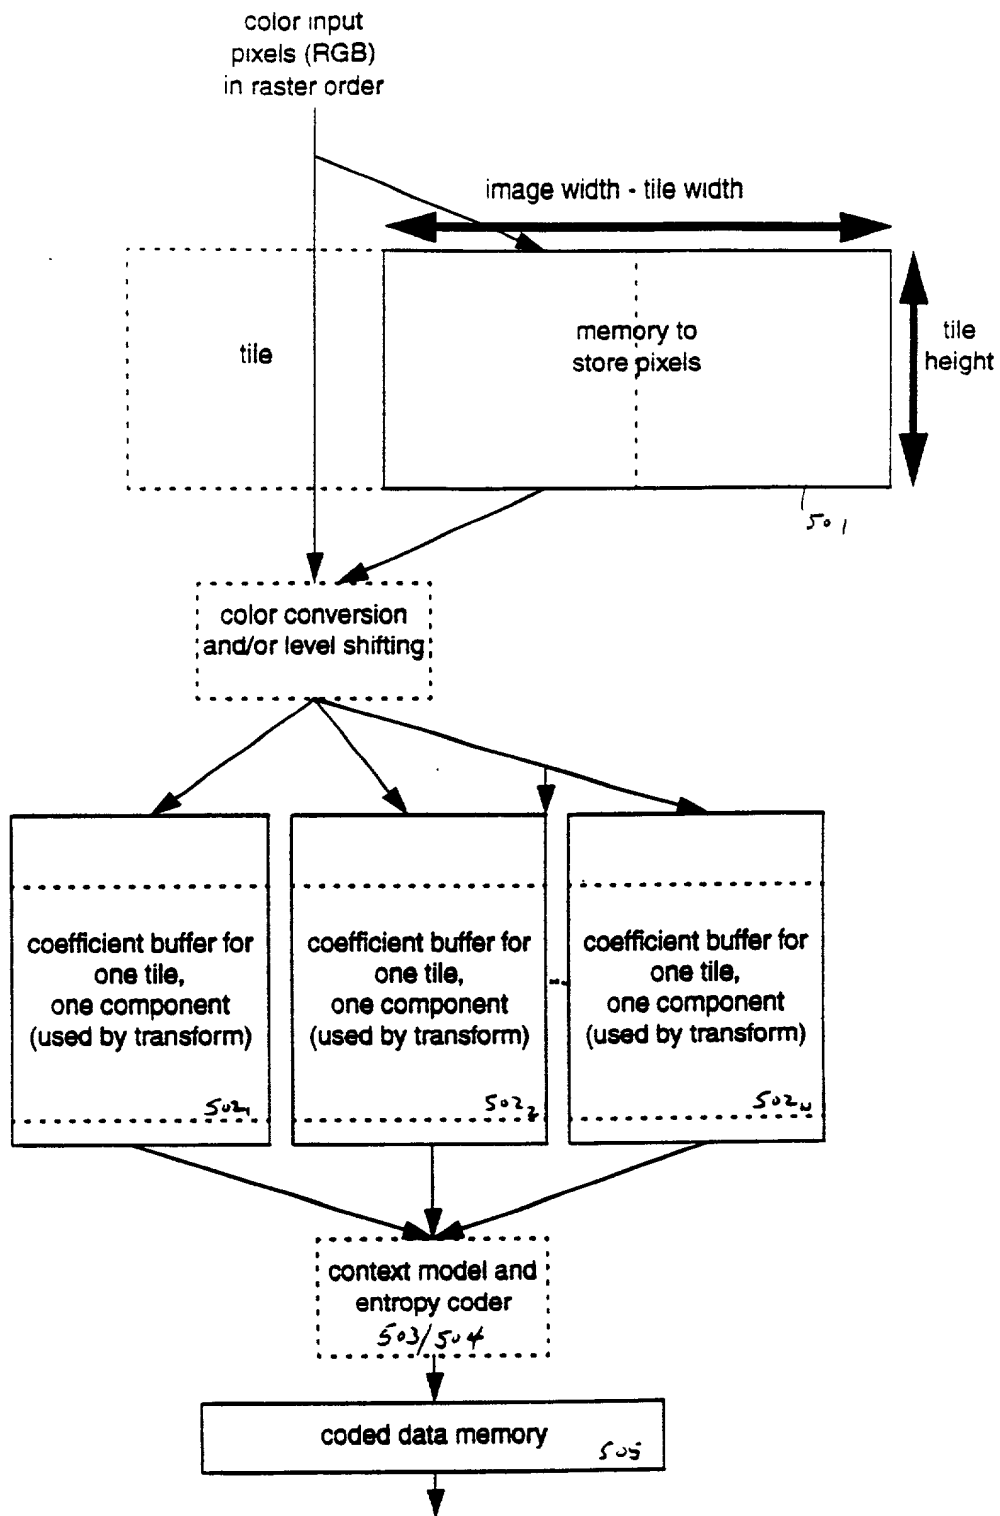 color input
pixels (RGB)
in raster order
image width - tile width
tile
memory to
store pixels
tile
height
501
color conversion
and/or level shifting
coefficient buffer for
one tile,
one component
(used by transform)
502₁
coefficient buffer for
one tile,
one component
(used by transform)
502₂
coefficient buffer for
one tile,
one component
(used by transform)
502ₙ
context model and
entropy coder
503/504
coded data memory
505